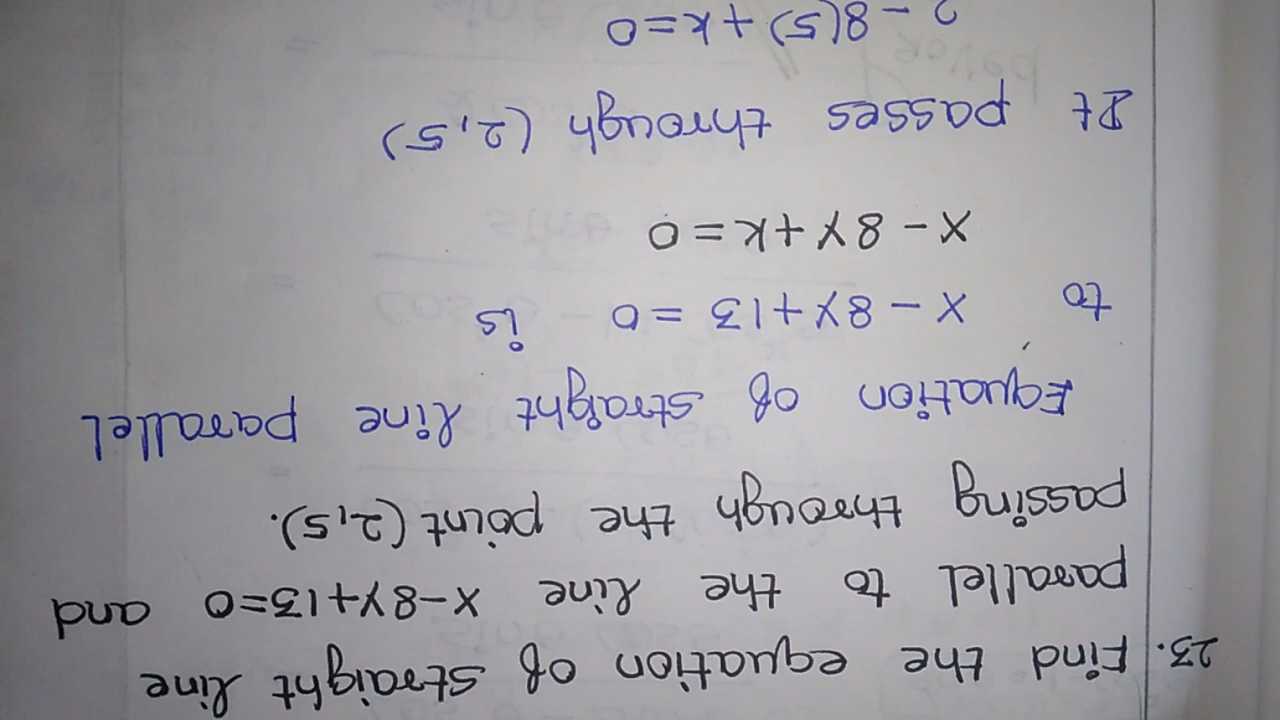 23. Find the equation of straight line
parallel to the line x-8y+13=0 and
passing through the point (2,5).
Equation of straight line parallel
to x - 8y+13 = 0 is
x - 8y + k = 0
It passes through (2,5)
2 - 8(5) + k = 0